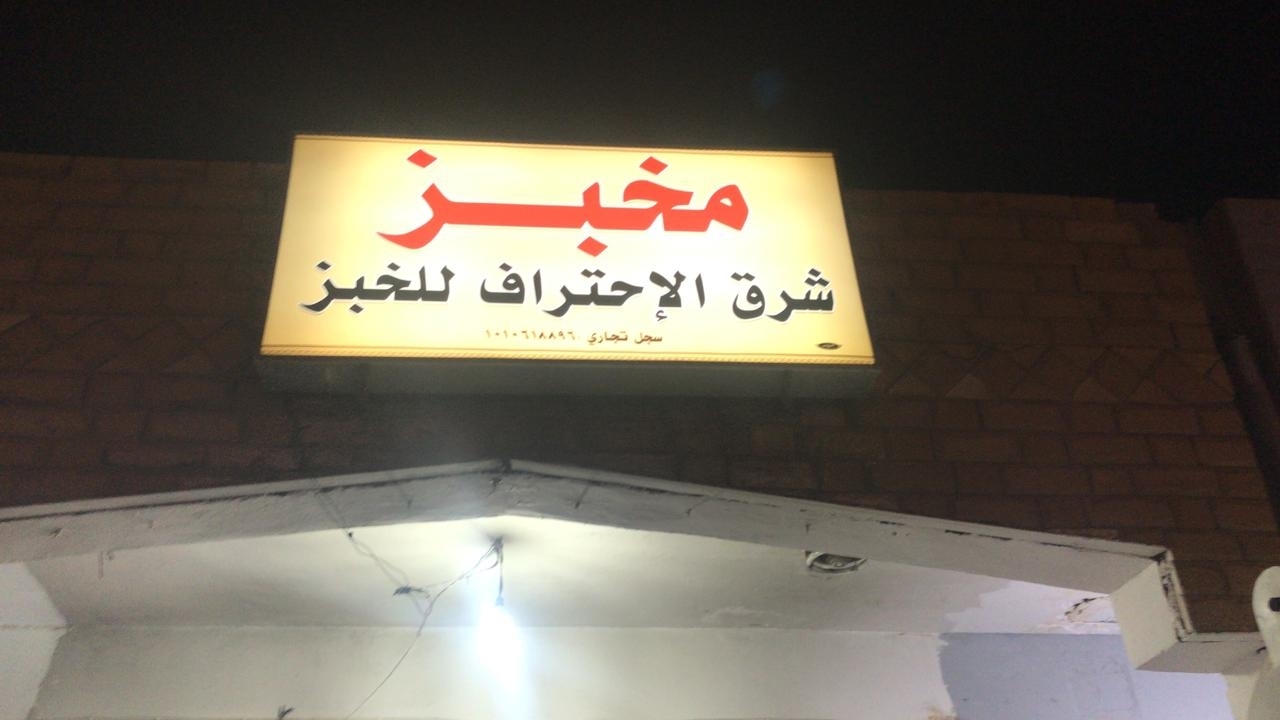 مخبز
شرق الإحتراف للخبز
سجل تجاري ١٠١٠٦١٨٨٩٦